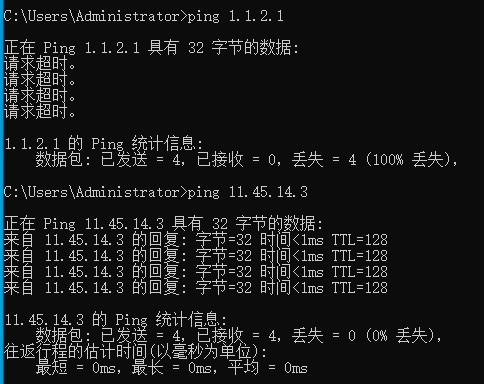 C:\Users\Administrator>ping 1.1.2.1
正在 Ping 1.1.2.1 具有 32 字节的数据:
请求超时。
请求超时。
请求超时。
请求超时。
1.1.2.1 的 Ping 统计信息:
数据包: 已发送 = 4, 已接收 = 0, 丢失 = 4 (100% 丢失),
C:\Users\Administrator>ping 11.45.14.3
正在 Ping 11.45.14.3 具有 32 字节的数据:
来自 11.45.14.3 的回复: 字节=32 时间<1ms TTL=128
来自 11.45.14.3 的回复: 字节=32 时间<1ms TTL=128
来自 11.45.14.3 的回复: 字节=32 时间<1ms TTL=128
来自 11.45.14.3 的回复: 字节=32 时间<1ms TTL=128
11.45.14.3 的 Ping 统计信息:
数据包: 已发送 = 4, 已接收 = 4, 丢失 = 0 (0% 丢失),
往返行程的估计时间(以毫秒为单位):
最短 = 0ms, 最长 = 0ms, 平均 = 0ms